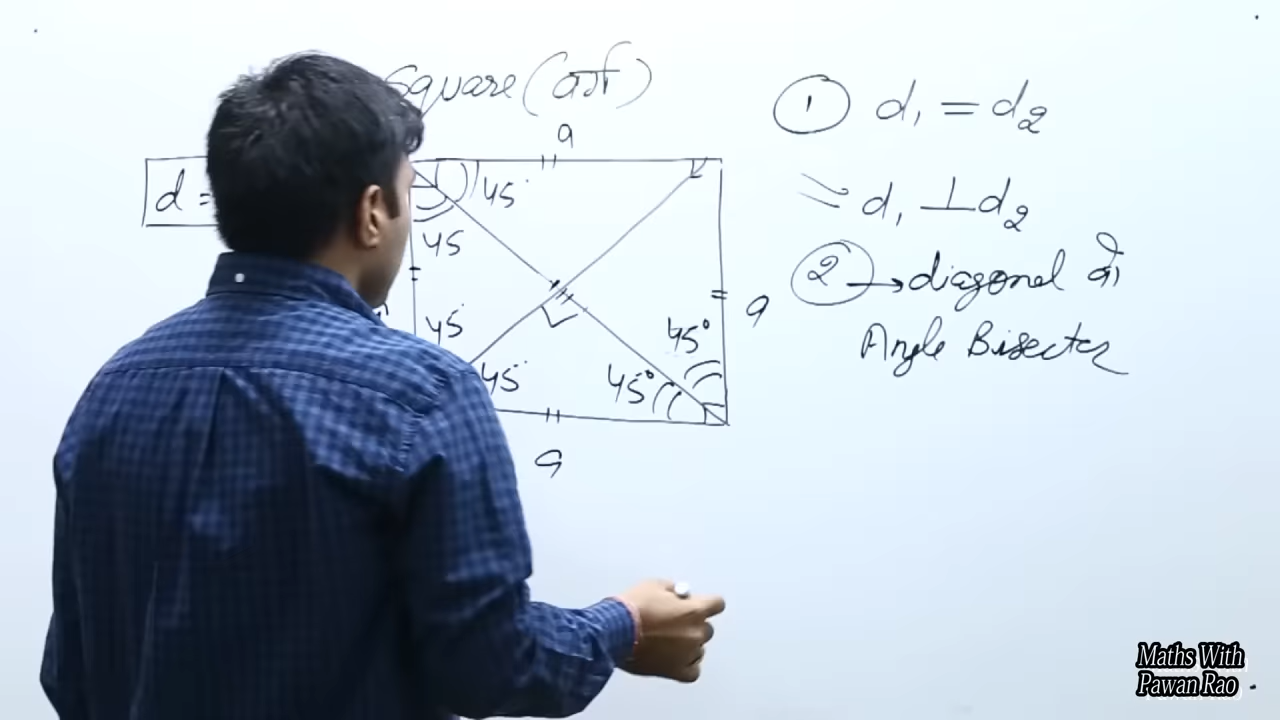 Square (वर्ग)
a
d =
45°
45
45°
45°
45°
45°
a
a
① d₁ = d₂
d₁ ⊥ d₂
② → diagonal
Angle Bisector
Maths With
Pawan Rao